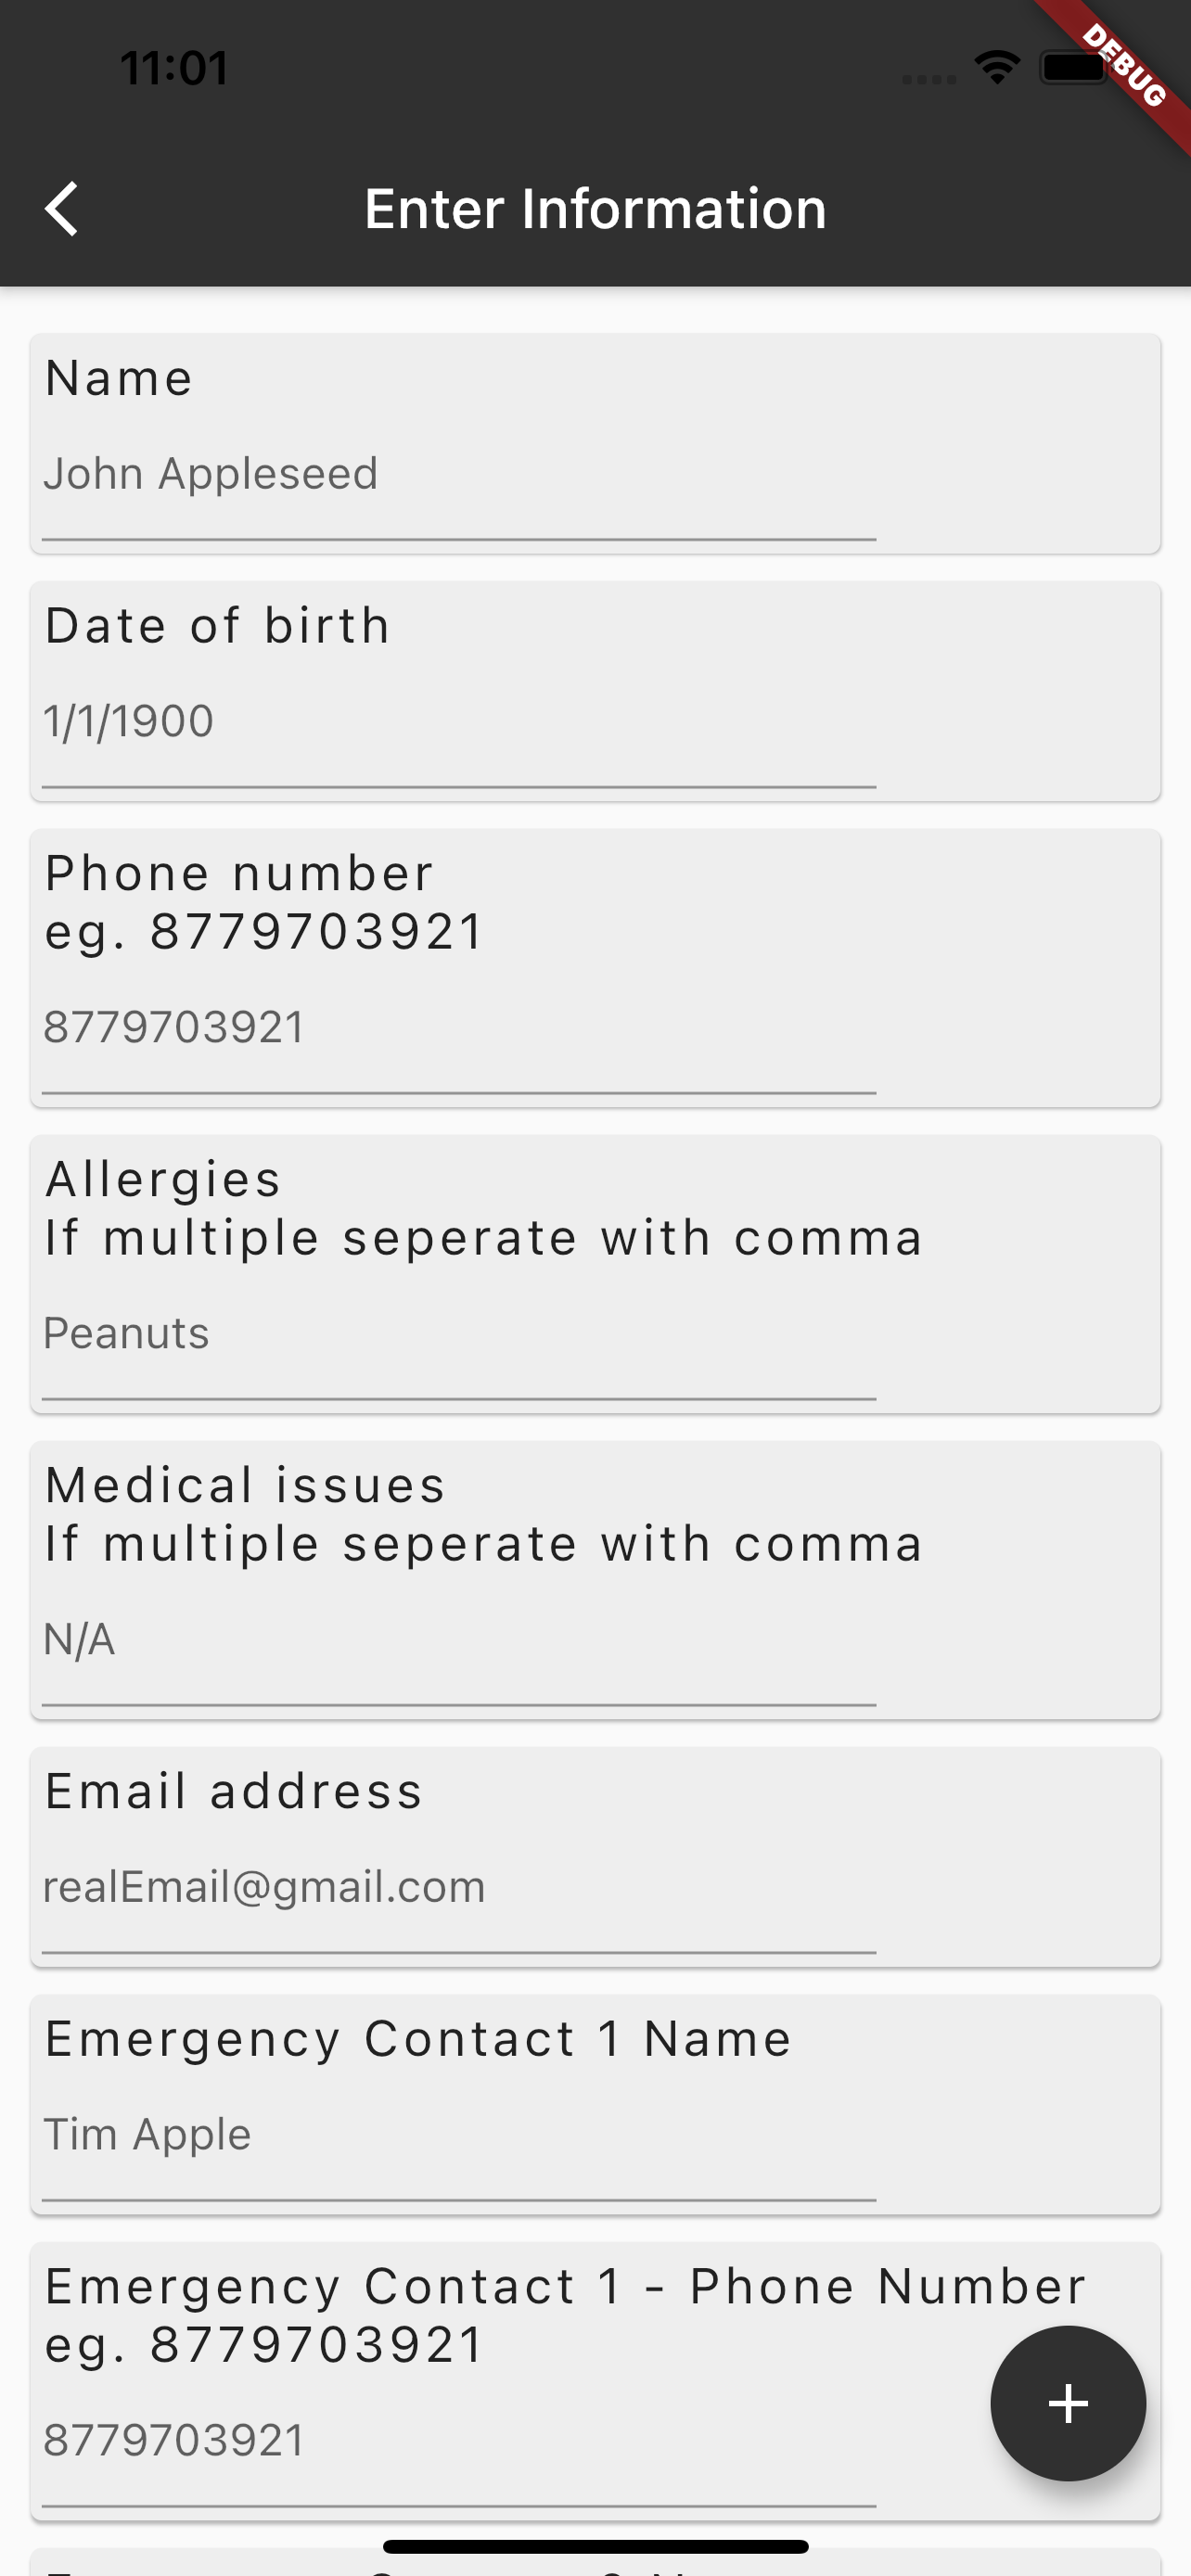 11:01
DEBUG
Enter Information
Name
John Appleseed
Date of birth
1/1/1900
Phone number
eg. 8779703921
8779703921
Allergies
If multiple seperate with comma
Peanuts
Medical issues
If multiple seperate with comma
N/A
Email address
realEmail@gmail.com
Emergency Contact 1 Name
Tim Apple
Emergency Contact 1 - Phone Number
eg. 8779703921
8779703921